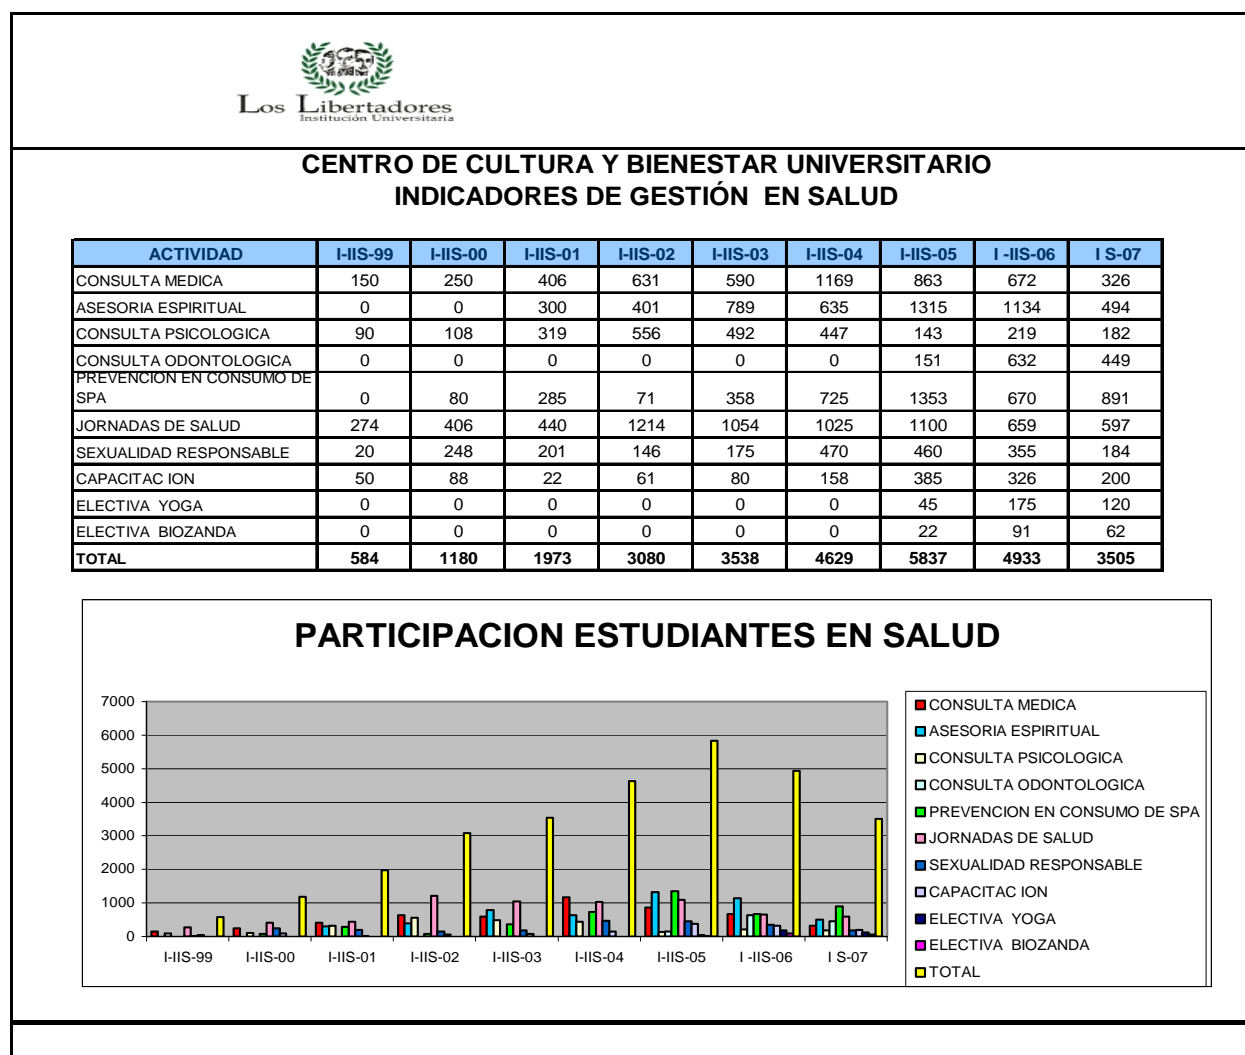 Los Libertadores
Institución Universitaria
CENTRO DE CULTURA Y BIENESTAR UNIVERSITARIO
INDICADORES DE GESTIÓN EN SALUD
ACTIVIDAD I-IIS-99 I-IIS-00 I-IIS-01 I-IIS-02 I-IIS-03 I-IIS-04 I-IIS-05 I -IIS-06 I S-07
CONSULTA MEDICA 150 250 406 631 590 1169 863 672 326
ASESORIA ESPIRITUAL 0 0 300 401 789 635 1315 1134 494
CONSULTA PSICOLOGICA 90 108 319 556 492 447 143 219 182
CONSULTA ODONTOLOGICA 0 0 0 0 0 0 151 632 449
PREVENCION EN CONSUMO DE
SPA 0 80 285 71 358 725 1353 670 891
JORNADAS DE SALUD 274 406 440 1214 1054 1025 1100 659 597
SEXUALIDAD RESPONSABLE 20 248 201 146 175 470 460 355 184
CAPACITAC ION 50 88 22 61 80 158 385 326 200
ELECTIVA YOGA 0 0 0 0 0 0 45 175 120
ELECTIVA BIOZANDA 0 0 0 0 0 0 22 91 62
TOTAL 584 1180 1973 3080 3538 4629 5837 4933 3505
PARTICIPACION ESTUDIANTES EN SALUD
7000
6000
5000
4000
3000
2000
1000
0
I-IIS-99 I-IIS-00 I-IIS-01 I-IIS-02 I-IIS-03 I-IIS-04 I-IIS-05 I -IIS-06 I S-07
CONSULTA MEDICA
ASESORIA ESPIRITUAL
CONSULTA PSICOLOGICA
CONSULTA ODONTOLOGICA
PREVENCION EN CONSUMO DE SPA
JORNADAS DE SALUD
SEXUALIDAD RESPONSABLE
CAPACITAC ION
ELECTIVA YOGA
ELECTIVA BIOZANDA
TOTAL